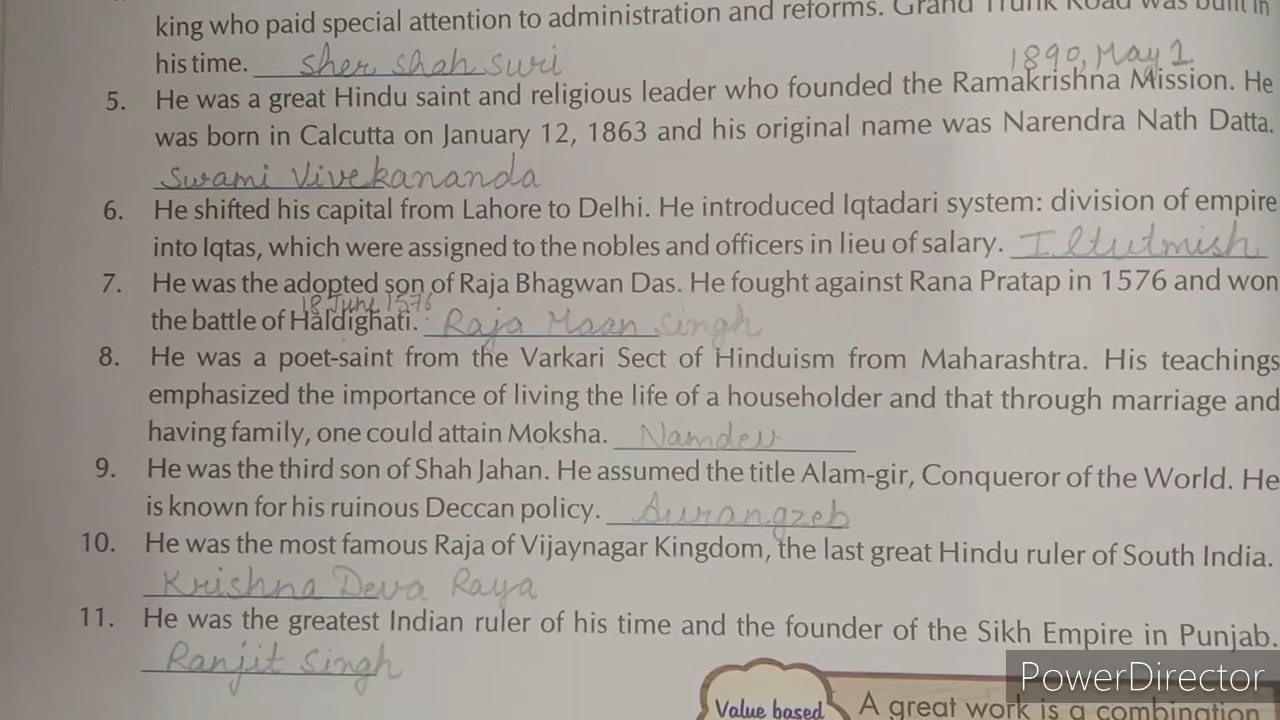 king who paid special attention to administration and reforms. Grand Trunk Road was built in
his time. Sher shah suri
1890, May 1
5. He was a great Hindu saint and religious leader who founded the Ramakrishna Mission. He
was born in Calcutta on January 12, 1863 and his original name was Narendra Nath Datta.
Swami Vivekananda
6. He shifted his capital from Lahore to Delhi. He introduced Iqtadari system: division of empire
into Iqtas, which were assigned to the nobles and officers in lieu of salary. Iltutmish
7. He was the adopted son of Raja Bhagwan Das. He fought against Rana Pratap in 1576 and won
18 June 1576
the battle of Haldighati. Raja Maan Singh
8. He was a poet-saint from the Varkari Sect of Hinduism from Maharashtra. His teachings
emphasized the importance of living the life of a householder and that through marriage and
having family, one could attain Moksha. Namdev
9. He was the third son of Shah Jahan. He assumed the title Alam-gir, Conqueror of the World. He
is known for his ruinous Deccan policy. Aurangzeb
10. He was the most famous Raja of Vijaynagar Kingdom, the last great Hindu ruler of South India.
Krishna Deva Raya
11. He was the greatest Indian ruler of his time and the founder of the Sikh Empire in Punjab.
Ranjit Singh
PowerDirector
Value based
A great work is a combination